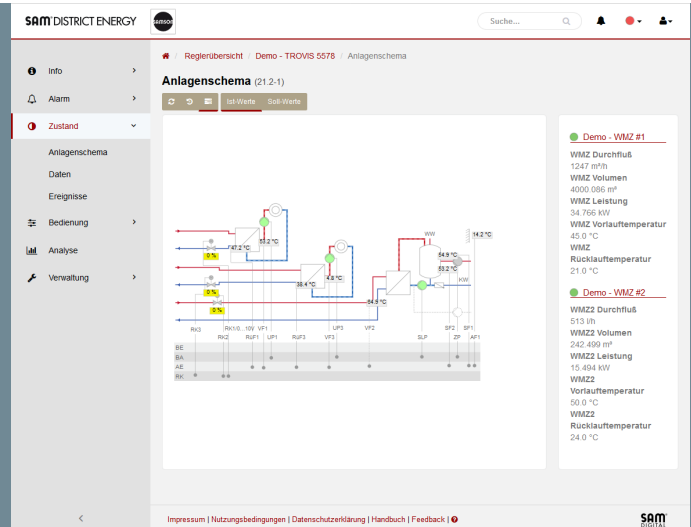 SAM DISTRICT ENERGY
samson
Suche...
Info
Alarm
Zustand
Anlagenschema
Daten
Ereignisse
Bedienung
Analyse
Verwaltung
/ Reglerübersicht / Demo - TROVIS 5578 / Anlagenschema
Anlagenschema (21.2-1)
Ist-Werte Soll-Werte
WW 14.2 °C
47.2 °C 53.2 °C 54.9 °C
0 % 53.2 °C
38.4 °C 4.8 °C KW
0 %
64.9 °C
0 %
RK3 RK1/0...10V VF1 UP3 VF2 SF2 SF1
RK2 RüF1 UP1 RüF3 VF3 SLP ZP AF1
BE
BA
AE
RK
Demo - WMZ #1
WMZ Durchfluß
1247 m³/h
WMZ Volumen
4000.086 m³
WMZ Leistung
34.766 kW
WMZ Vorlauftemperatur
45.0 °C
WMZ
Rücklauftemperatur
21.0 °C
Demo - WMZ #2
WMZ2 Durchfluß
513 l/h
WMZ2 Volumen
242.499 m³
WMZ2 Leistung
15.494 kW
WMZ2
Vorlauftemperatur
50.0 °C
WMZ2
Rücklauftemperatur
24.0 °C
Impressum | Nutzungsbedingungen | Datenschutzerklärung | Handbuch | Feedback |
SAM
DIGITAL